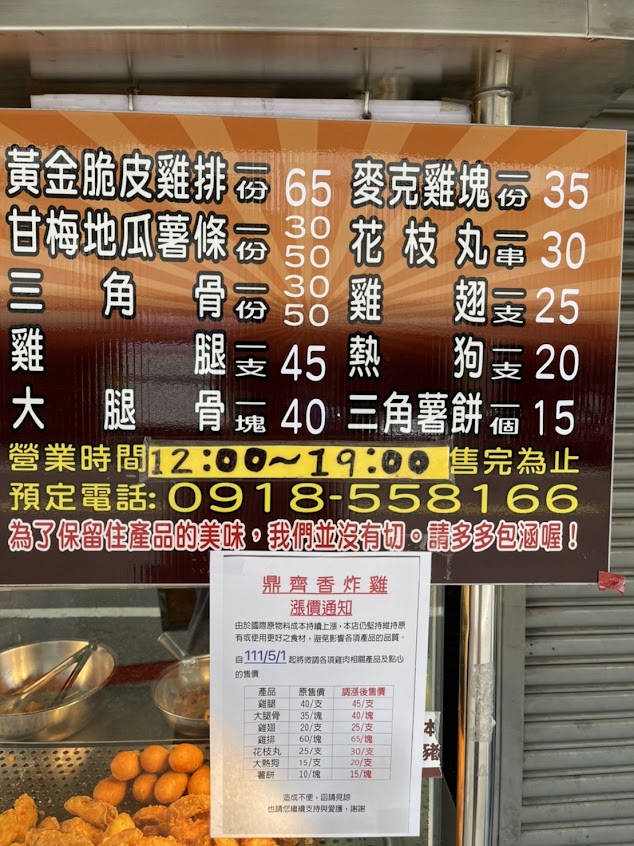 黃金脆皮雞排一份 65 麥克雞塊一份 35
甘梅地瓜薯條一份 30 50 花枝丸一串 30
三角骨一份 30 50 雞翅一支 25
雞腿一支 45 熱狗一支 20
大腿骨一塊 40 三角薯餅一個 15
營業時間 12:00~19:00 售完為止
預定電話: 0918-558166
為了保留住產品的美味，我們並沒有切。請多多包涵喔！
鼎齊香炸雞
漲價通知
由於國際原物料成本持續上漲，本店仍堅持維持原
有或使用更好之食材，避免影響各項產品的品質。
自 111/5/1 起將微調各項雞肉相關產品及點心
的售價
產品 原售價 調漲後售價
雞腿 40/支 45/支
大腿骨 35/塊 40/塊
雞翅 20/支 25/支
雞排 60/塊 65/塊
花枝丸 25/支 30/支
大熱狗 15/支 20/支
薯餅 10/塊 15/塊
造成不便，函請見諒
也請您繼續支持與愛護，謝謝
本
豬